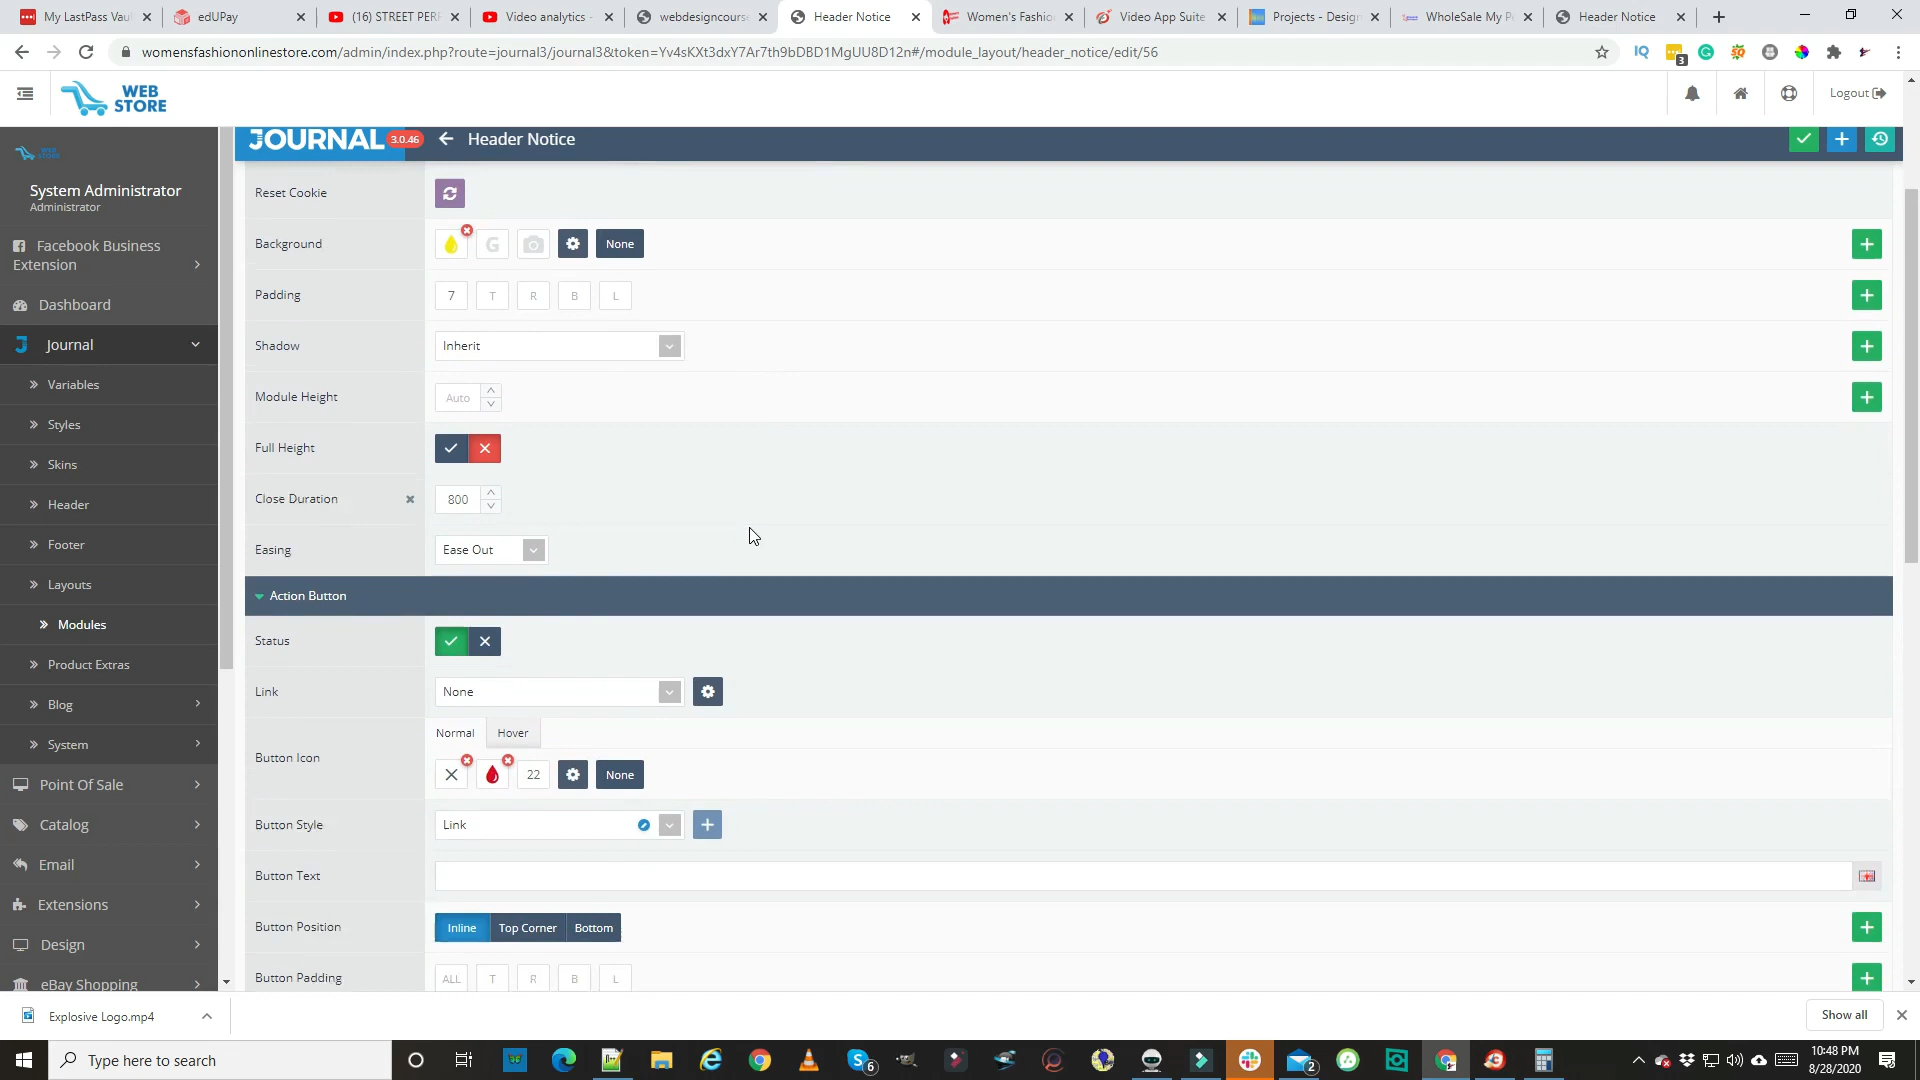 My LastPass Vau
edUPay
(16) STREET PER
Video analytics -
webdesigncours
Header Notice
Women's Fashio
Video App Suite
Projects - Design
WholeSale My P
Header Notice
womensfashiononlinestore.com/admin/index.php?route=journal3/journal3&token=Yv4sKXt3dxY7Ar7th9bDBD1MgUU8D12n#/module_layout/header_notice/edit/56
IQ
3
WEB
STORE
Logout
JOURNAL 3.0.46
Header Notice
System Administrator
Administrator
Facebook Business
Extension
Dashboard
Journal
Variables
Styles
Skins
Header
Footer
Layouts
Modules
Product Extras
Blog
System
Point Of Sale
Catalog
Email
Extensions
Design
eBay Shopping
Reset Cookie
Background
G
None
Padding
7 T R B L
Shadow
Inherit
Module Height
Auto
Full Height
Close Duration
800
Easing
Ease Out
Action Button
Status
Link
None
Normal Hover
Button Icon
22
None
Button Style
Link
Button Text
Button Position
Inline Top Corner Bottom
Button Padding
ALL T R B L
Explosive Logo.mp4
Show all
Type here to search
6
2
10:48 PM
8/28/2020